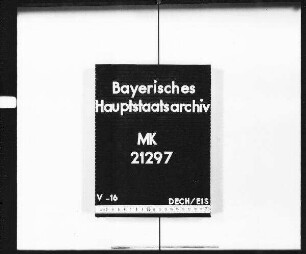 Bayerisches
Hauptstaatsarchiv
MK
21297
V -16 DECH/EIS